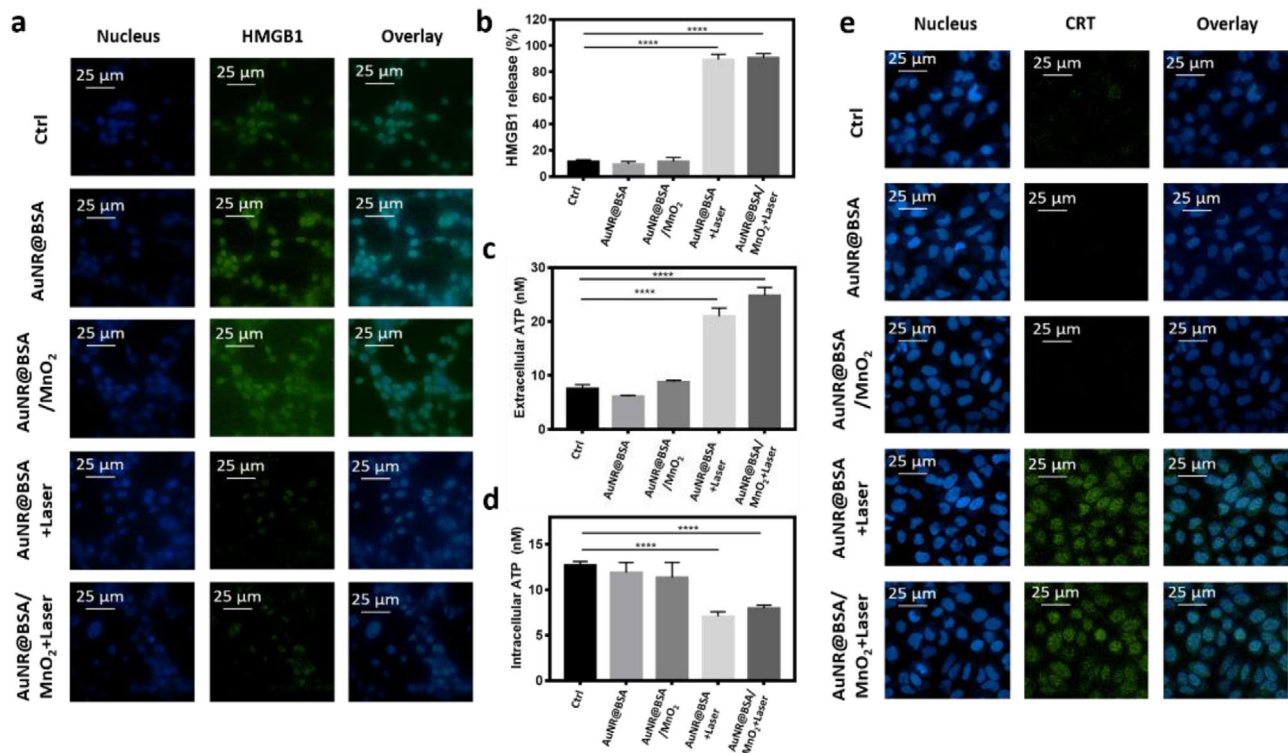 a
Nucleus HMGB1 Overlay
Ctrl
25 µm 25 µm 25 µm
AuNR@BSA
25 µm 25 µm 25 µm
AuNR@BSA
/MnO₂
25 µm 25 µm 25 µm
AuNR@BSA
+Laser
25 µm 25 µm 25 µm
AuNR@BSA/
MnO₂+Laser
25 µm 25 µm 25 µm
b
HMGB1 release (%)
120
100
80
60
40
20
0
****
****
Ctrl
AuNR@BSA
AuNR@BSA
/MnO₂
AuNR@BSA
+Laser
AuNR@BSA/
MnO₂+Laser
c
Extracellular ATP (nM)
30
20
10
0
****
****
Ctrl
AuNR@BSA
AuNR@BSA
/MnO₂
AuNR@BSA
+Laser
AuNR@BSA/
MnO₂+Laser
d
Intracellular ATP (nM)
15
10
5
0
****
****
Ctrl
AuNR@BSA
AuNR@BSA
/MnO₂
AuNR@BSA
+Laser
AuNR@BSA/
MnO₂+Laser
e
Nucleus CRT Overlay
Ctrl
25 µm 25 µm 25 µm
AuNR@BSA
25 µm 25 µm 25 µm
AuNR@BSA
/MnO₂
25 µm 25 µm 25 µm
AuNR@BSA
+Laser
25 µm 25 µm 25 µm
AuNR@BSA/
MnO₂+Laser
25 µm 25 µm 25 µm